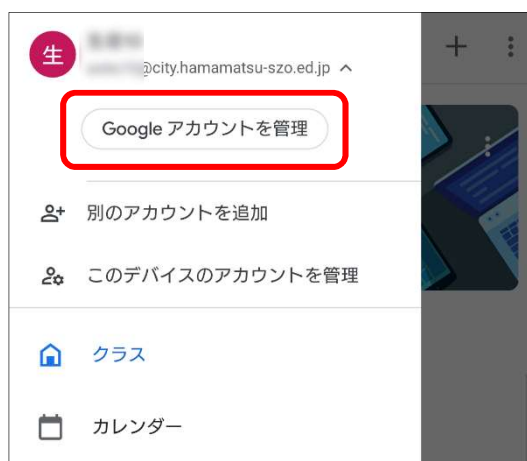 生
@city.hamamatsu-szo.ed.jp
Google アカウントを管理
別のアカウントを追加
このデバイスのアカウントを管理
クラス
カレンダー